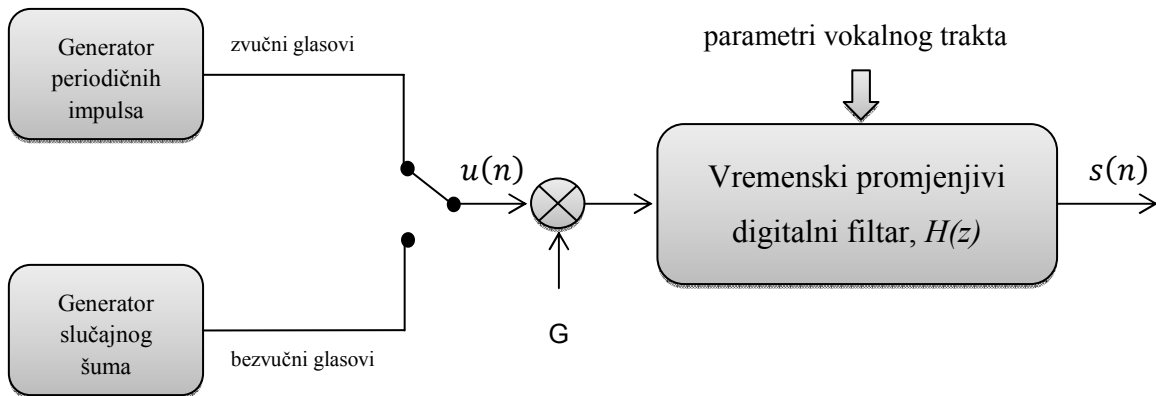 Generator
periodičnih
impulsa
zvučni glasovi
parametri vokalnog trakta
u(n)
Vremenski promjenjivi
digitalni filtar, H(z)
s(n)
Generator
slučajnog
šuma
bezvučni glasovi
G